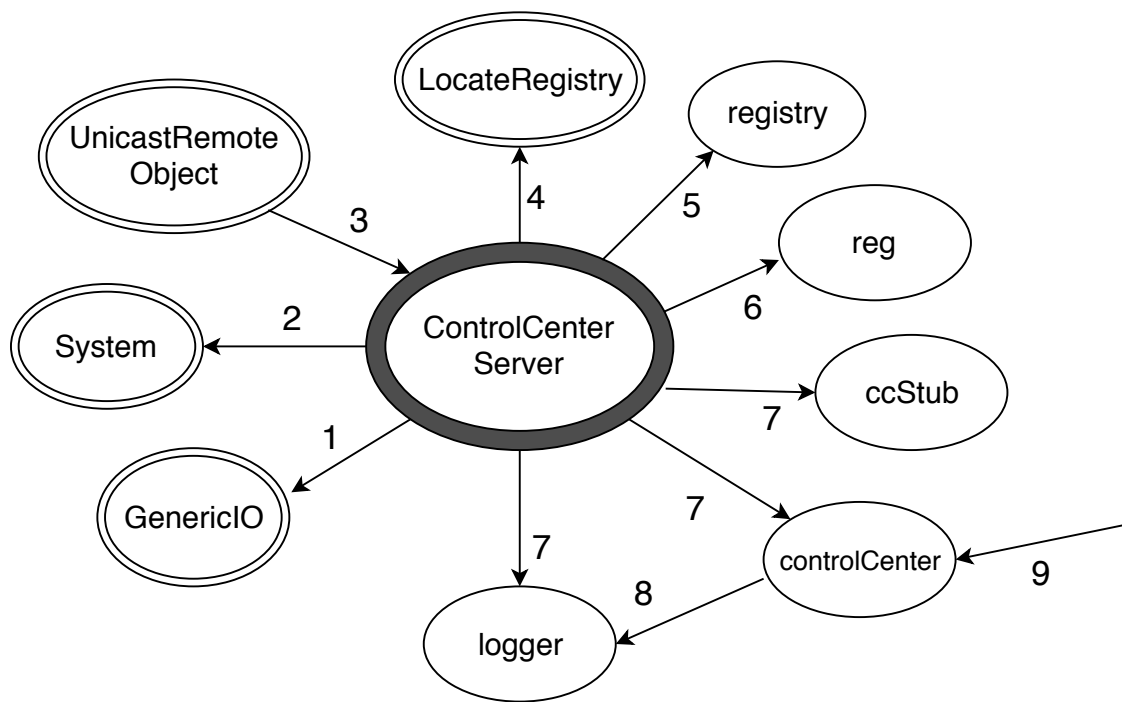 LocateRegistry
UnicastRemote
Object
registry
3
4
5
reg
6
System
2
ControlCenter
Server
ccStub
7
1
GenericIO
7
7
controlCenter
9
8
logger